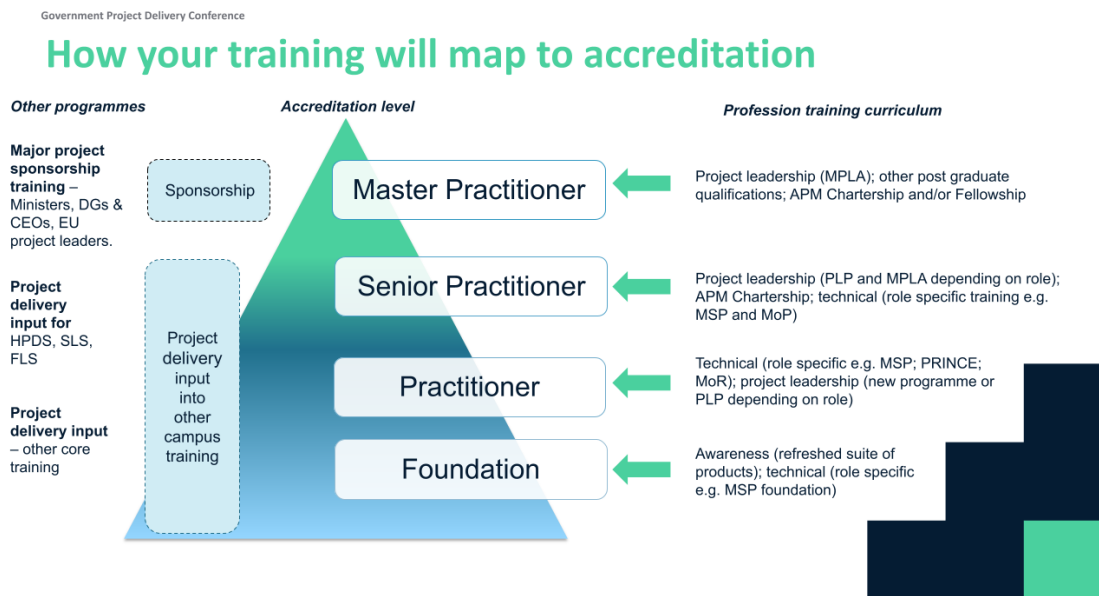 Government Project Delivery Conference
How your training will map to accreditation
Other programmes
Accreditation level
Profession training curriculum
Major project
sponsorship
training –
Ministers, DGs &
CEOs, EU
project leaders.
Sponsorship
Master Practitioner
Project leadership (MPLA); other post graduate
qualifications; APM Chartership and/or Fellowship
Project
delivery
input for
HPDS, SLS,
FLS
Senior Practitioner
Project leadership (PLP and MPLA depending on role);
APM Chartership; technical (role specific training e.g.
MSP and MoP)
Project
delivery
input
into
other
campus
training
Practitioner
Technical (role specific e.g. MSP; PRINCE;
MoR); project leadership (new programme or
PLP depending on role)
Project
delivery input
– other core
training
Foundation
Awareness (refreshed suite of
products); technical (role specific
e.g. MSP foundation)